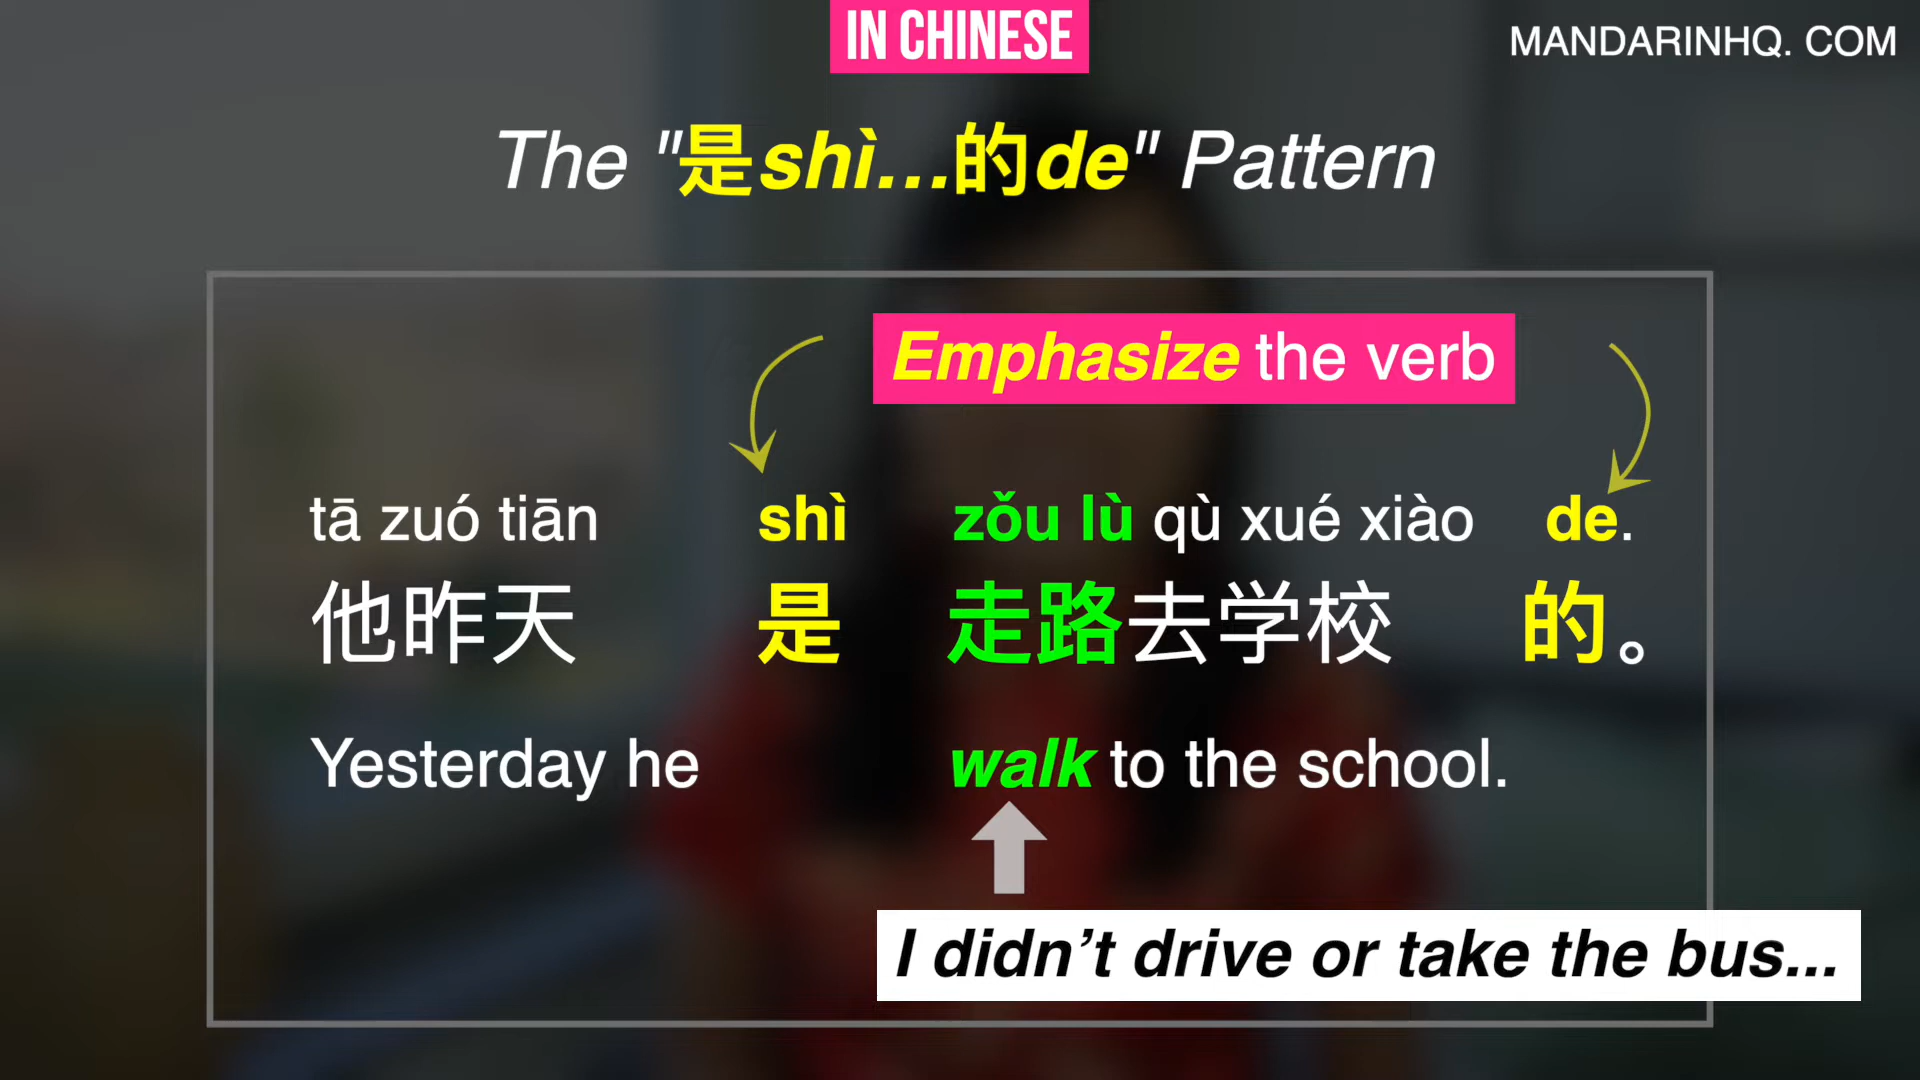 IN CHINESE
MANDARINHQ. COM
The "是shì...的de" Pattern
Emphasize the verb
tā zuó tiān shì zǒu lù qù xué xiào de.
他昨天 是 走路去学校 的。
Yesterday he walk to the school.
I didn’t drive or take the bus...